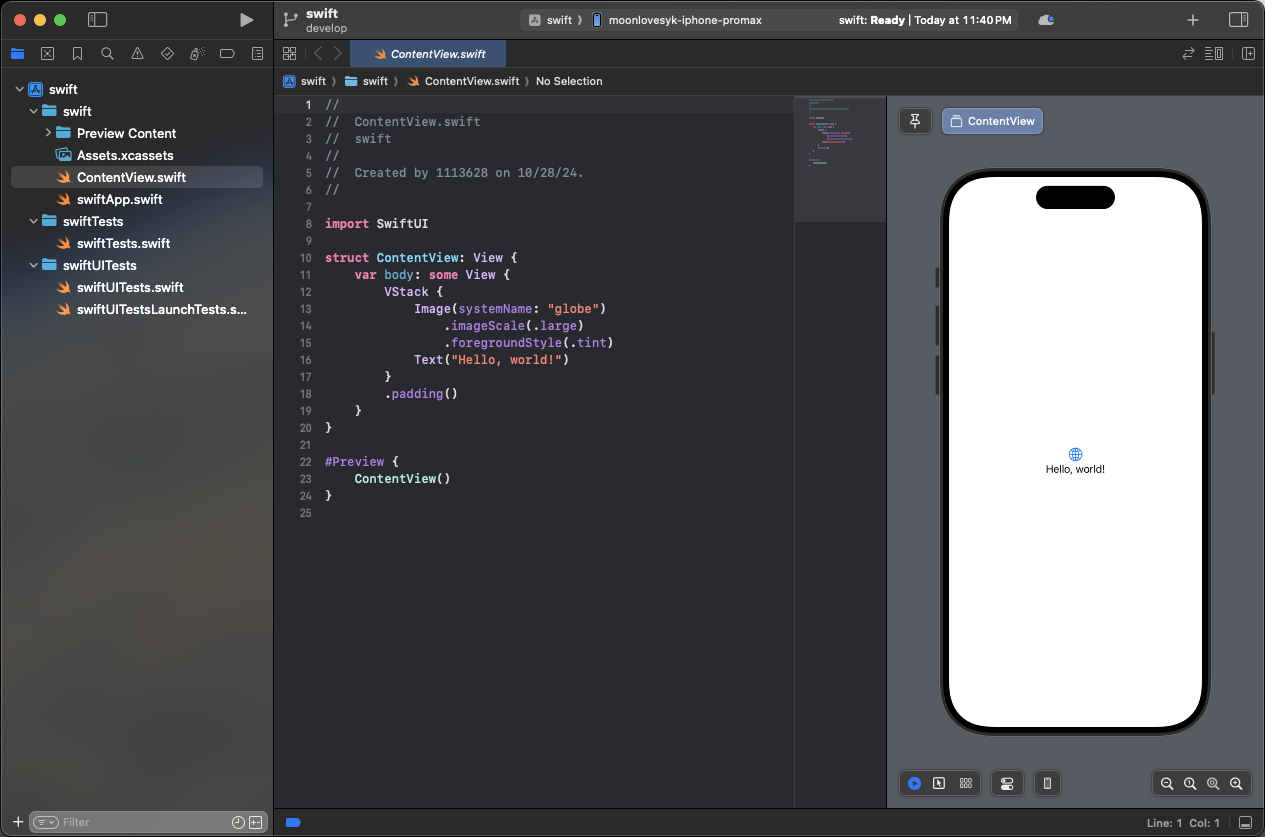 swift
develop
swift 〉 moonlovesyk-iphone-promax
swift: Ready | Today at 11:40 PM
ContentView.swift
swift 〉 swift 〉 ContentView.swift 〉 No Selection
swift
swift
Preview Content
Assets.xcassets
ContentView.swift
swiftApp.swift
swiftTests
swiftTests.swift
swiftUITests
swiftUITests.swift
swiftUITestsLaunchTests.s...
Filter
1 //
2 //  ContentView.swift
3 //  swift
4 //
5 //  Created by 1113628 on 10/28/24.
6 //
7
8 import SwiftUI
9
10 struct ContentView: View {
11     var body: some View {
12         VStack {
13             Image(systemName: "globe")
14                 .imageScale(.large)
15                 .foregroundStyle(.tint)
16             Text("Hello, world!")
17         }
18         .padding()
19     }
20 }
21
22 #Preview {
23     ContentView()
24 }
25
ContentView
Hello, world!
Line: 1 Col: 1